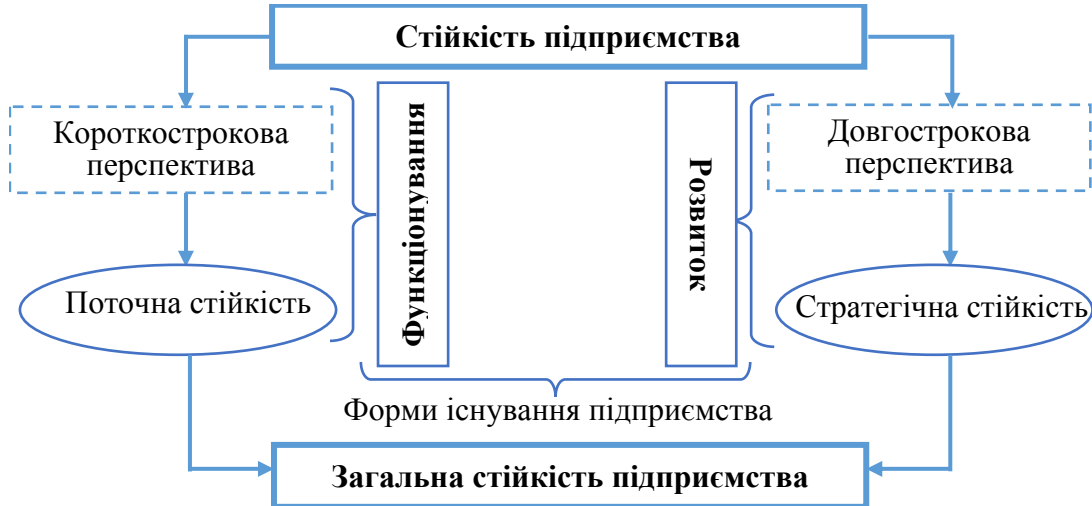 Стійкість підприємства
Короткострокова
перспектива
Функціонування
Розвиток
Довгострокова
перспектива
Поточна стійкість
Стратегічна стійкість
Форми існування підприємства
Загальна стійкість підприємства